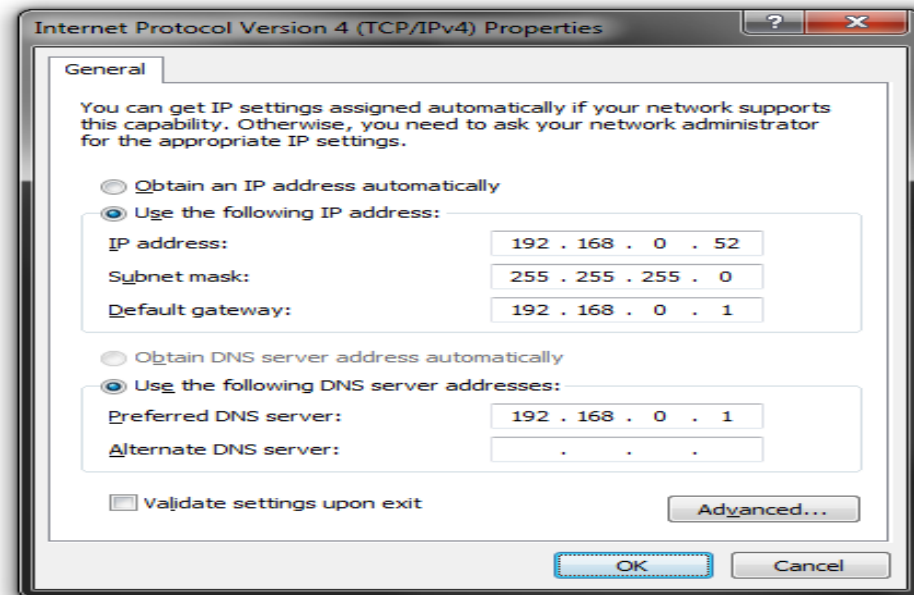 Internet Protocol Version 4 (TCP/IPv4) Properties
?
General
You can get IP settings assigned automatically if your network supports
this capability. Otherwise, you need to ask your network administrator
for the appropriate IP settings.
Obtain an IP address automatically
Use the following IP address:
IP address: 192 . 168 . 0 . 52
Subnet mask: 255 . 255 . 255 . 0
Default gateway: 192 . 168 . 0 . 1
Obtain DNS server address automatically
Use the following DNS server addresses:
Preferred DNS server: 192 . 168 . 0 . 1
Alternate DNS server: . . .
Validate settings upon exit
Advanced...
OK Cancel